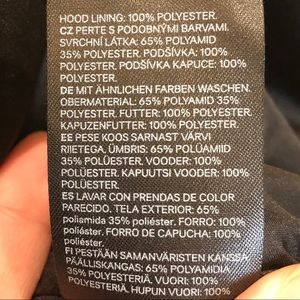 HOOD LINING: 100% POLYESTER.
CZ PERTE S PODOBNÝMI BARVAMI.
SVRCHNÍ LÁTKA: 65% POLYAMID
35% POLYESTER. PODŠÍVKA: 100%
POLYESTER. PODŠÍVKA KAPUCE: 100%
POLYESTER.
DE MIT ÄHNLICHEN FARBEN WASCHEN.
OBERMATERIAL: 65% POLYAMID 35%
POLYESTER. FUTTER: 100% POLYESTER.
KAPUZENFUTTER: 100% POLYESTER.
EE PESE KOOS SARNAST VÄRVI
RIIETEGA. ÜMBRIS: 65% POLÜAMIID
35% POLÜESTER. VOODER: 100%
POLÜESTER. KAPUUTSI VOODER: 100%
POLÜESTER.
ES LAVAR CON PRENDAS DE COLOR
PARECIDO. TELA EXTERIOR: 65%
poliamida 35% poliéster. FORRO: 100%
poliéster. FORRO DE CAPUCHA: 100%
poliéster.
FI PESTÄÄN SAMANVÄRISTEN KANSSA
PÄÄLLISKANGAS: 65% POLYAMIDIA
35% POLYESTERIÄ. VUORI: 100%
POLYESTERIÄ. HUPUN VUORI: 100%